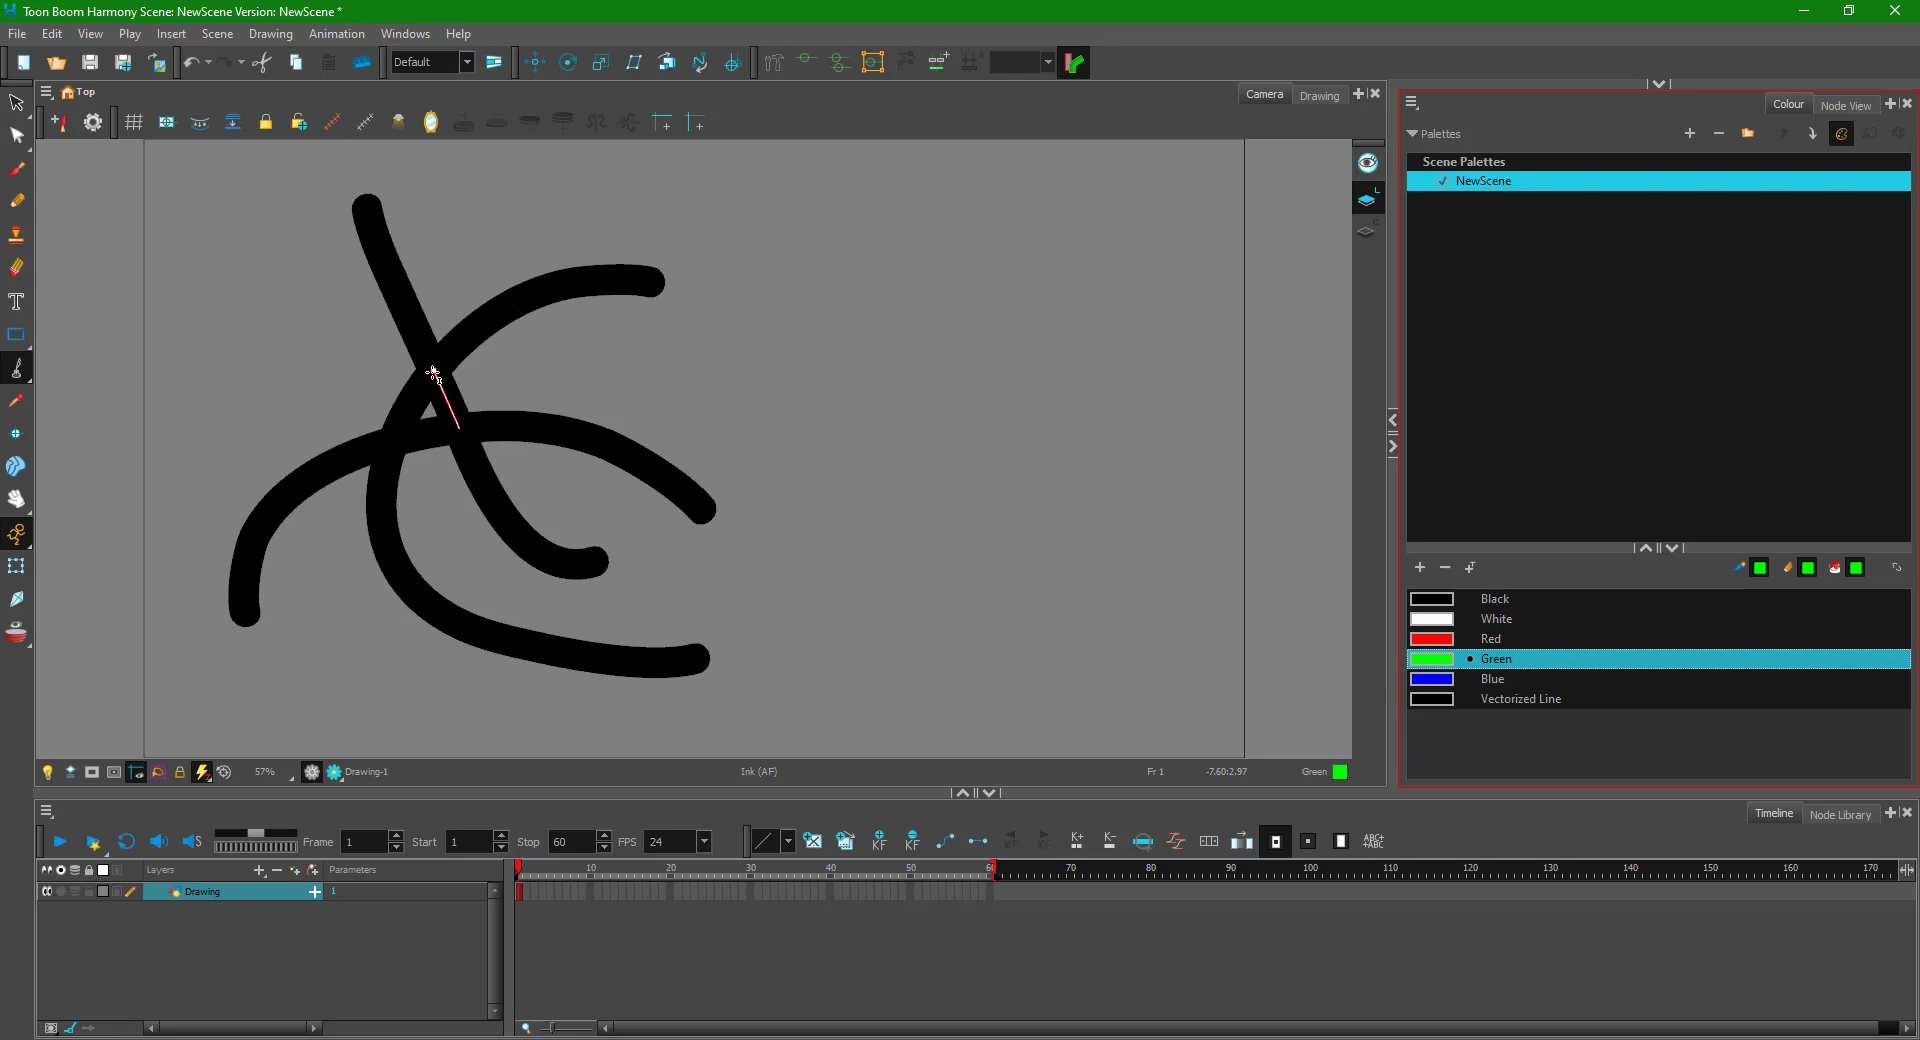 Toon Boom Harmony Scene: NewScene Version: NewScene *
File Edit View Play Insert Scene Drawing Animation Windows Help
Default
Top
Camera Drawing
Colour Node View
Palettes
Scene Palettes
NewScene
Black
White
Red
Green
Blue
Vectorized Line
57% Drawing-1 Ink (AF) Fr 1 -7.60:2.97 Green
Timeline Node Library
Frame 1 Start 1 Stop 60 FPS 24
Layers Parameters
10 20 30 40 50 70 80 90 100 110 120 130 140 150 160 170
Drawing 1